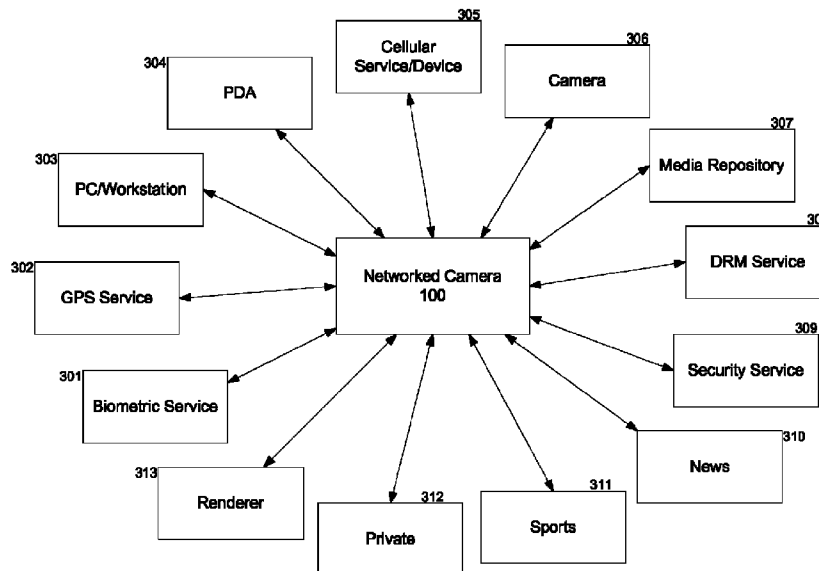 305
Cellular
Service/Device
304
PDA
306
Camera
303
PC/Workstation
307
Media Repository
302
GPS Service
Networked Camera
100
30
DRM Service
301
Biometric Service
309
Security Service
313
Renderer
312
Private
311
Sports
310
News